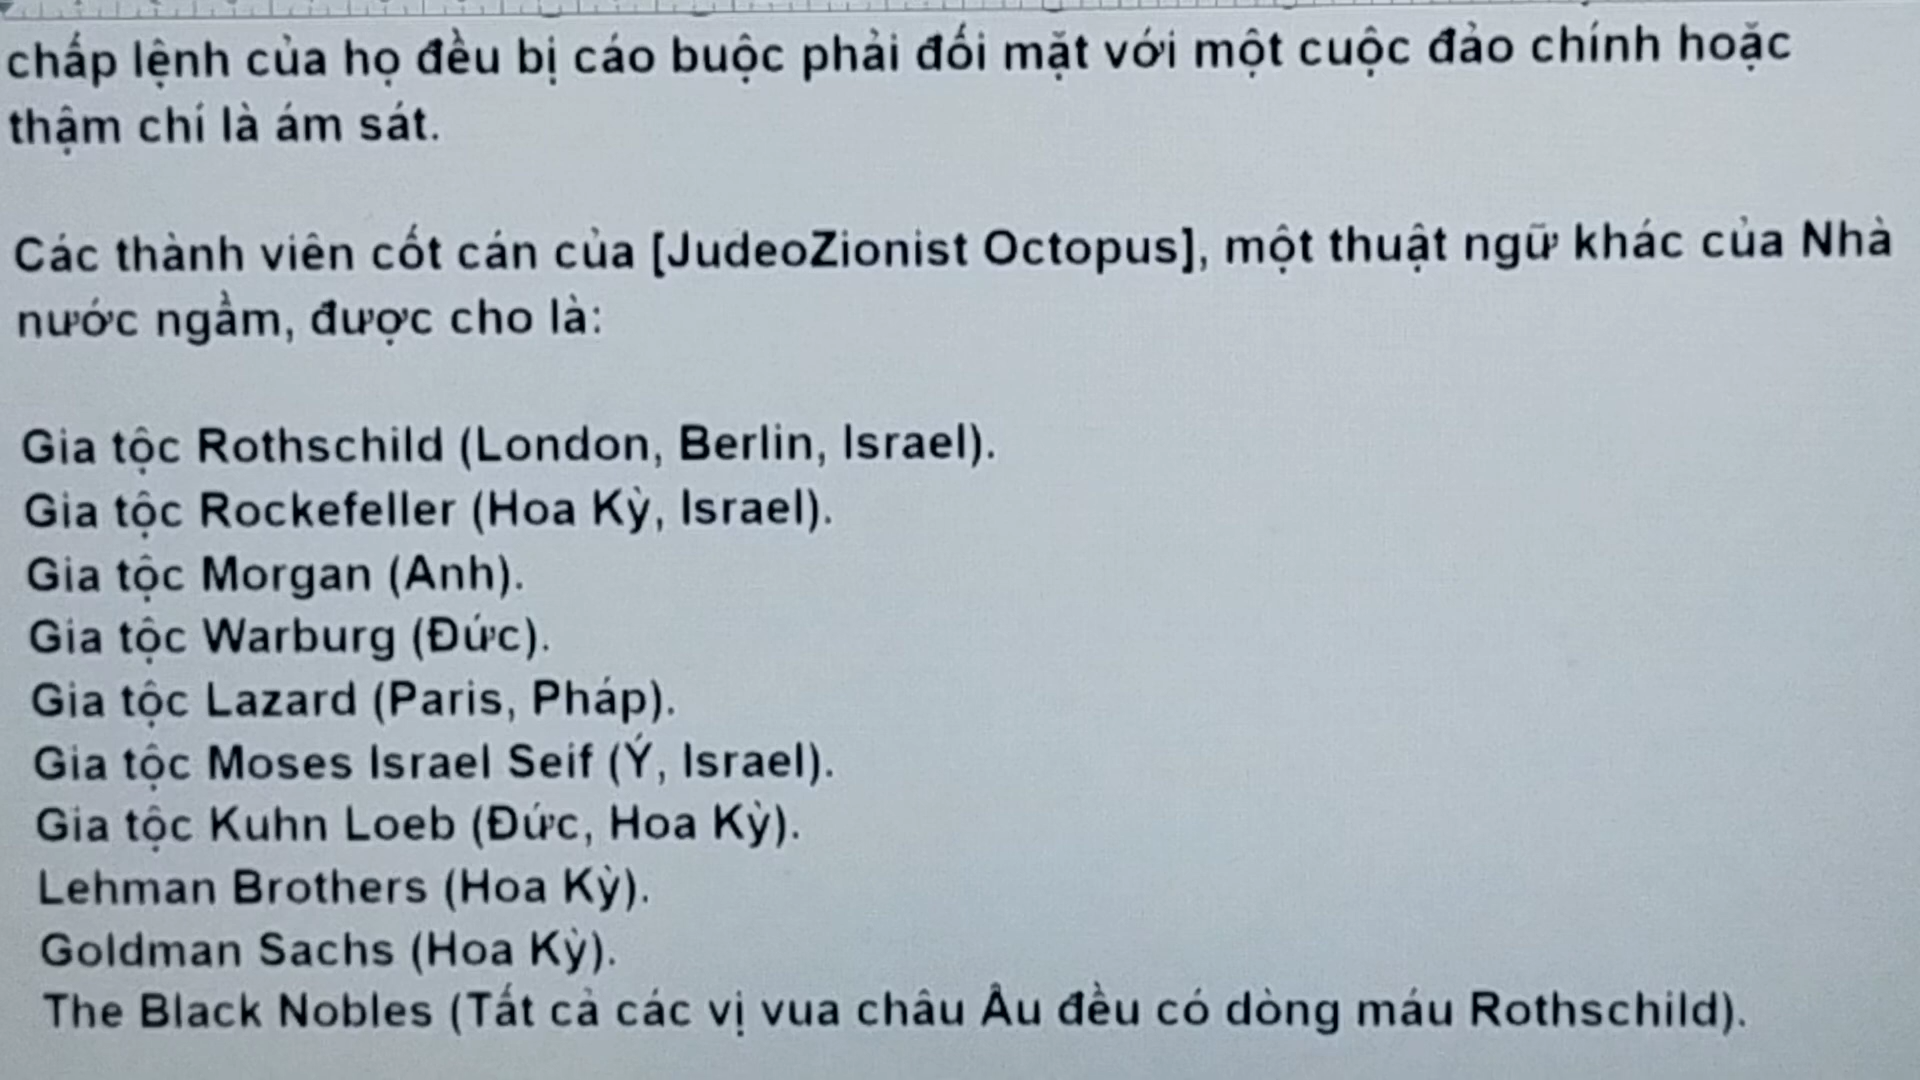 chấp lệnh của họ đều bị cáo buộc phải đối mặt với một cuộc đảo chính hoặc
thậm chí là ám sát.
Các thành viên cốt cán của [JudeoZionist Octopus], một thuật ngữ khác của Nhà
nước ngầm, được cho là:
Gia tộc Rothschild (London, Berlin, Israel).
Gia tộc Rockefeller (Hoa Kỳ, Israel).
Gia tộc Morgan (Anh).
Gia tộc Warburg (Đức).
Gia tộc Lazard (Paris, Pháp).
Gia tộc Moses Israel Seif (Ý, Israel).
Gia tộc Kuhn Loeb (Đức, Hoa Kỳ).
Lehman Brothers (Hoa Kỳ).
Goldman Sachs (Hoa Kỳ).
The Black Nobles (Tất cả các vị vua châu Âu đều có dòng máu Rothschild).